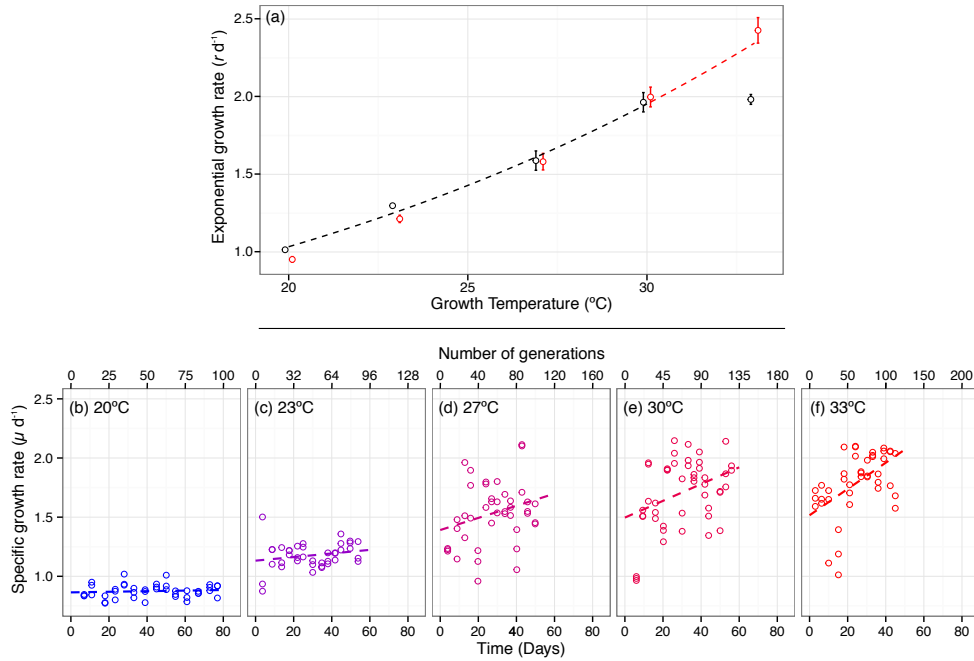 (a)
2.5
2.0
1.5
1.0
Exponential growth rate (r d⁻¹)
20 25 30
Growth Temperature (ºC)
Number of generations
0 25 50 75 100 0 32 64 96 128 0 40 80 120 160 0 45 90 135 180 0 50 100 200
(b) 20ºC (c) 23ºC (d) 27ºC (e) 30ºC (f) 33ºC
2.5
2.0
1.5
1.0
Specific growth rate (µ d⁻¹)
0 20 40 60 80 0 20 40 60 80 0 20 40 60 80 0 20 40 60 80 0 20 40 60 80
Time (Days)